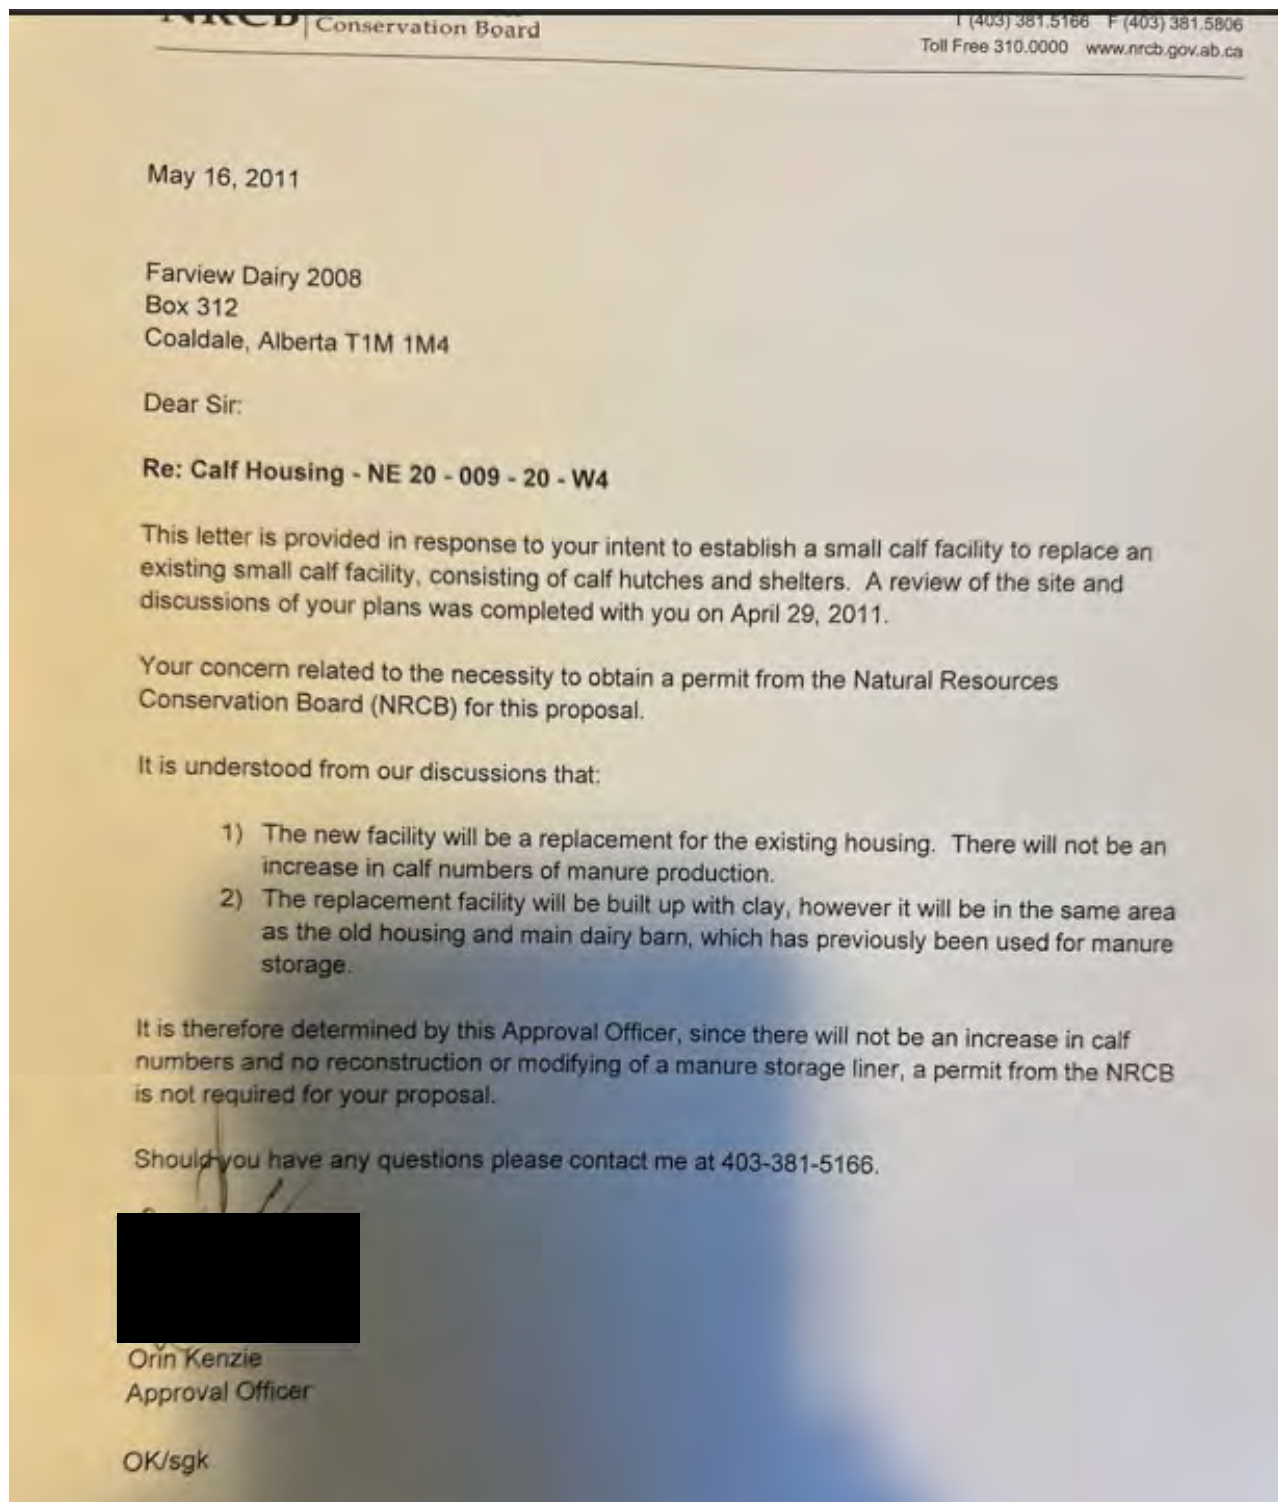 NRCB Conservation Board
T (403) 381.5166 F (403) 381.5806
Toll Free 310.0000 www.nrcb.gov.ab.ca
May 16, 2011
Farview Dairy 2008
Box 312
Coaldale, Alberta T1M 1M4
Dear Sir:
Re: Calf Housing - NE 20 - 009 - 20 - W4
This letter is provided in response to your intent to establish a small calf facility to replace an
existing small calf facility, consisting of calf hutches and shelters. A review of the site and
discussions of your plans was completed with you on April 29, 2011.
Your concern related to the necessity to obtain a permit from the Natural Resources
Conservation Board (NRCB) for this proposal.
It is understood from our discussions that:
1) The new facility will be a replacement for the existing housing. There will not be an
increase in calf numbers of manure production.
2) The replacement facility will be built up with clay, however it will be in the same area
as the old housing and main dairy barn, which has previously been used for manure
storage.
It is therefore determined by this Approval Officer, since there will not be an increase in calf
numbers and no reconstruction or modifying of a manure storage liner, a permit from the NRCB
is not required for your proposal.
Should you have any questions please contact me at 403-381-5166.
Orin Kenzie
Approval Officer
OK/sgk